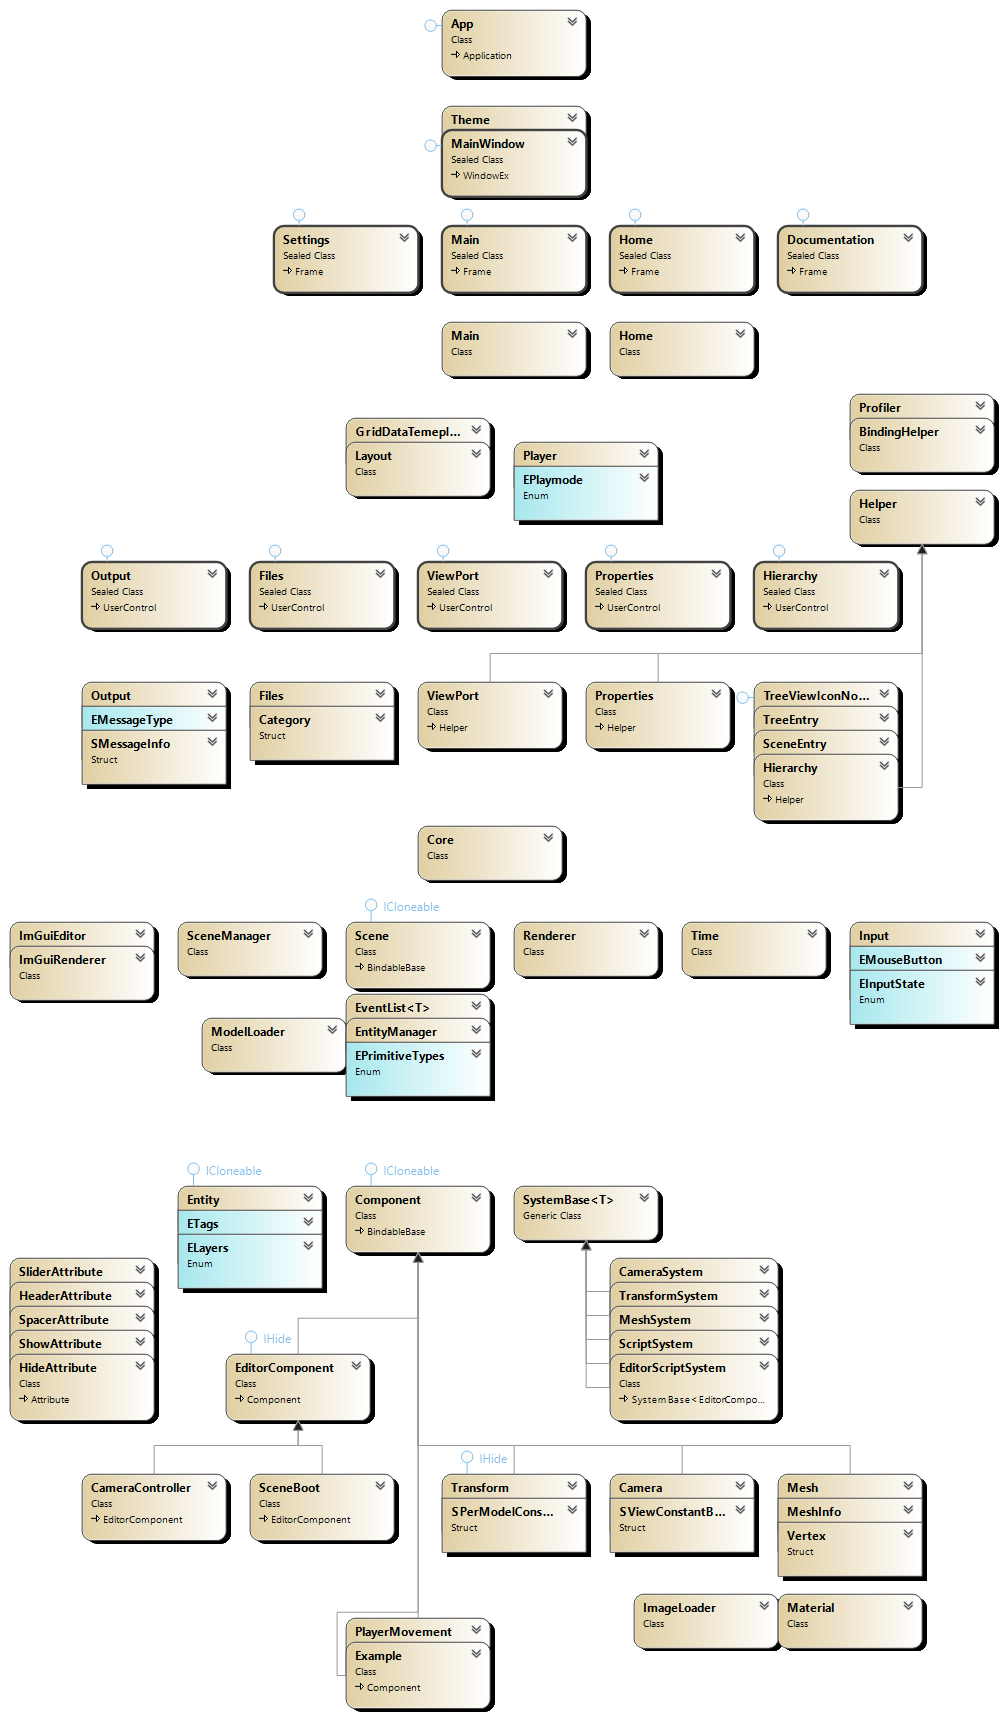 App
Class
Application
Theme
MainWindow
Sealed Class
WindowEx
Settings
Sealed Class
Frame
Main
Sealed Class
Frame
Home
Sealed Class
Frame
Documentation
Sealed Class
Frame
Main
Class
Home
Class
Profiler
BindingHelper
Class
GridDataTemepl...
Layout
Class
Player
EPlaymode
Enum
Helper
Class
Output
Sealed Class
UserControl
Files
Sealed Class
UserControl
ViewPort
Sealed Class
UserControl
Properties
Sealed Class
UserControl
Hierarchy
Sealed Class
UserControl
Output
EMessageType
SMessageInfo
Struct
Files
Category
Struct
ViewPort
Class
Helper
Properties
Class
Helper
TreeViewIconNo...
TreeEntry
SceneEntry
Hierarchy
Class
Helper
Core
Class
ImGuiEditor
ImGuiRenderer
Class
SceneManager
Class
ICloneable
Scene
Class
BindableBase
Renderer
Class
Time
Class
Input
EMouseButton
EInputState
Enum
ModelLoader
Class
EventList<T>
EntityManager
EPrimitiveTypes
Enum
ICloneable
Entity
ETags
ELayers
Enum
ICloneable
Component
Class
BindableBase
SystemBase<T>
Generic Class
SliderAttribute
HeaderAttribute
SpacerAttribute
ShowAttribute
HideAttribute
Class
Attribute
IHide
EditorComponent
Class
Component
CameraSystem
TransformSystem
MeshSystem
ScriptSystem
EditorScriptSystem
Class
SystemBase<EditorCompo...
CameraController
Class
EditorComponent
SceneBoot
Class
EditorComponent
IHide
Transform
SPerModelCons...
Struct
Camera
SViewConstantB...
Struct
Mesh
MeshInfo
Vertex
Struct
PlayerMovement
Example
Class
Component
ImageLoader
Class
Material
Class